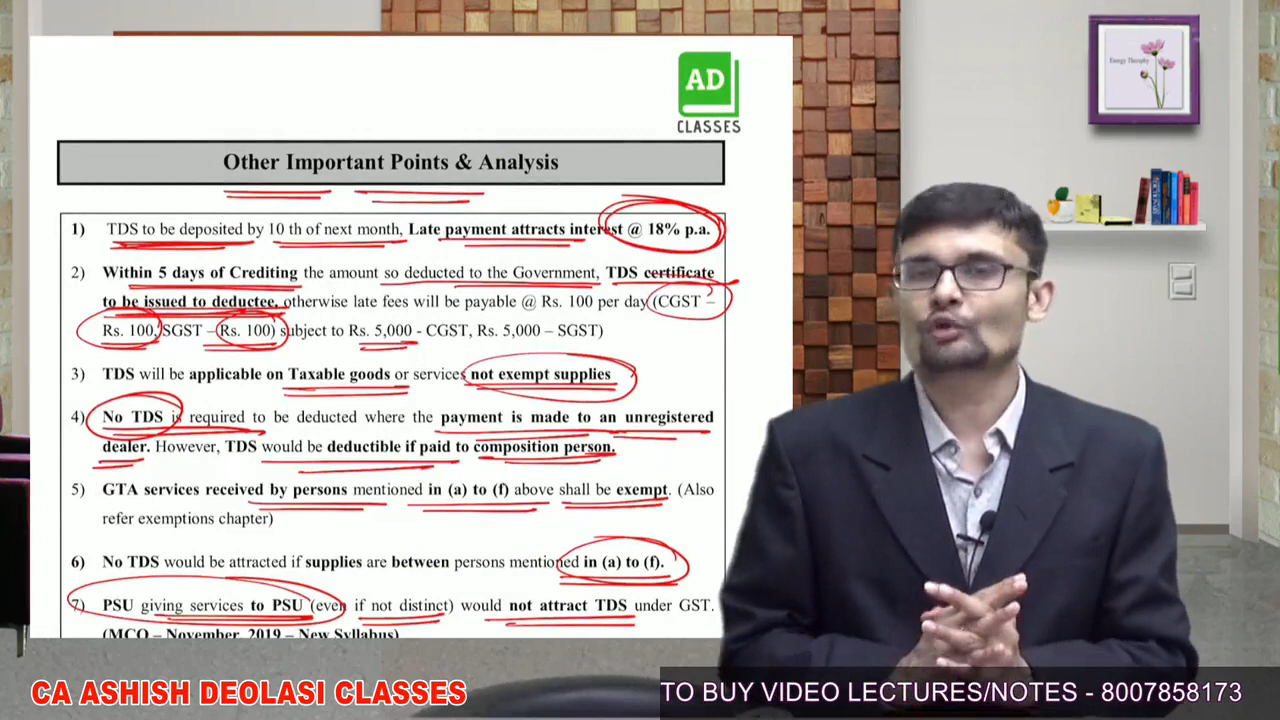 Energy Therophy
AD
CLASSES
Other Important Points & Analysis
1) TDS to be deposited by 10 th of next month, Late payment attracts interest @ 18% p.a.
2) Within 5 days of Crediting the amount so deducted to the Government, TDS certificate
to be issued to deductee, otherwise late fees will be payable @ Rs. 100 per day (CGST –
Rs. 100, SGST – Rs. 100) subject to Rs. 5,000 - CGST, Rs. 5,000 – SGST)
3) TDS will be applicable on Taxable goods or services not exempt supplies
4) No TDS is required to be deducted where the payment is made to an unregistered
dealer. However, TDS would be deductible if paid to composition person.
5) GTA services received by persons mentioned in (a) to (f) above shall be exempt. (Also
refer exemptions chapter)
6) No TDS would be attracted if supplies are between persons mentioned in (a) to (f).
7) PSU giving services to PSU (even if not distinct) would not attract TDS under GST.
(MCQ – November, 2019 – New Syllabus)
CA ASHISH DEOLASI CLASSES
TO BUY VIDEO LECTURES/NOTES - 8007858173